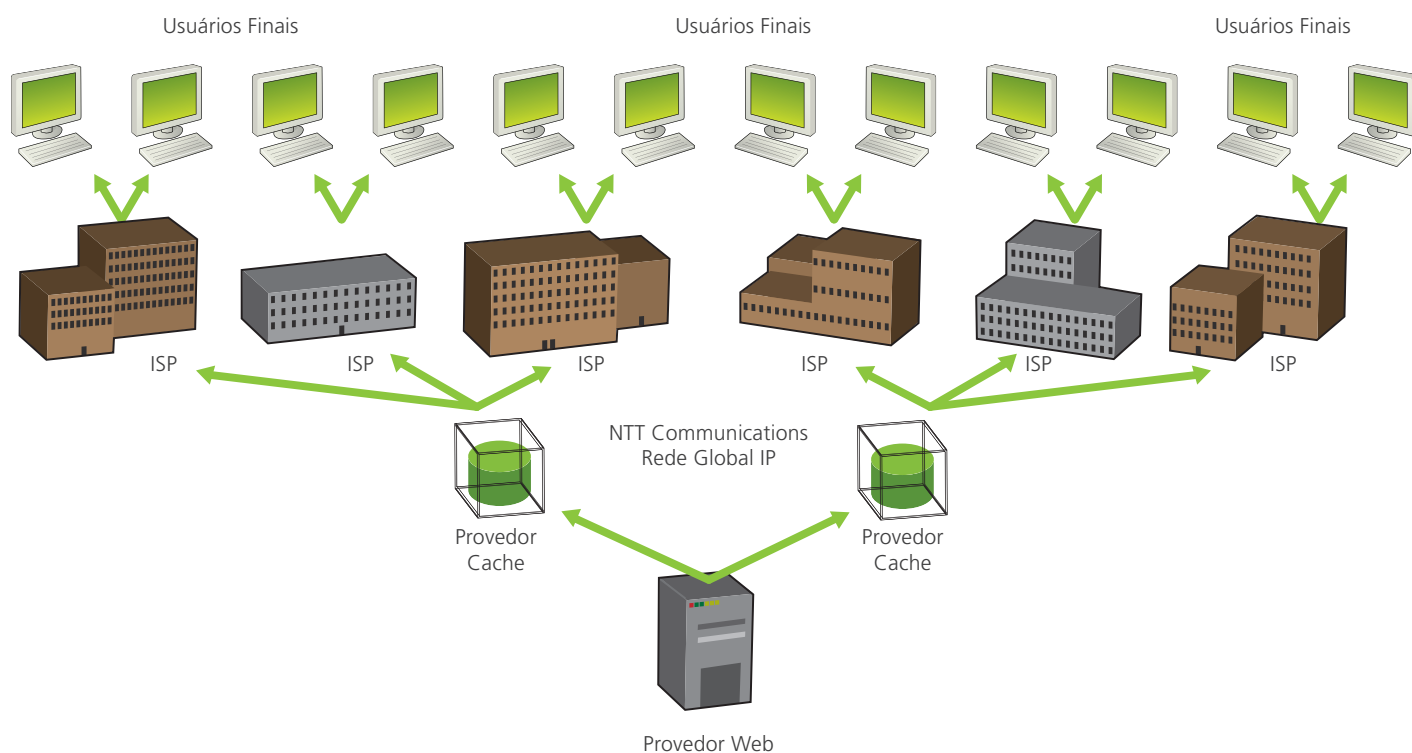 Usuários Finais
Usuários Finais
Usuários Finais
ISP
ISP
ISP
ISP
ISP
ISP
NTT Communications
Rede Global IP
Provedor
Cache
Provedor
Cache
Provedor Web